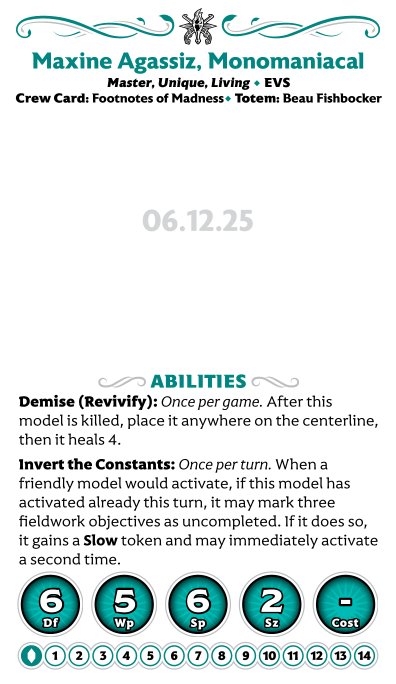 Maxine Agassiz, Monomaniacal
Master, Unique, Living ⬥ EVS
Crew Card: Footnotes of Madness⬥ Totem: Beau Fishbocker
06.12.25
ABILITIES
Demise (Revivify): Once per game. After this
model is killed, place it anywhere on the centerline,
then it heals 4.
Invert the Constants: Once per turn. When a
friendly model would activate, if this model has
activated already this turn, it may mark three
fieldwork objectives as uncompleted. If it does so,
it gains a Slow token and may immediately activate
a second time.
6 5 6 2 -
Df Wp Sp Sz Cost
1 2 3 4 5 6 7 8 9 10 11 12 13 14